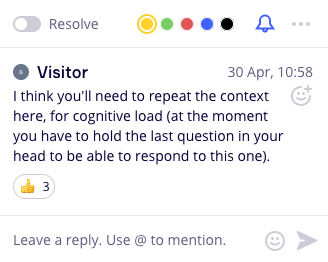 Resolve
G
Visitor
30 Apr, 10:58
I think you'll need to repeat the context
here, for cognitive load (at the moment
you have to hold the last question in your
head to be able to respond to this one).
👍 3
Leave a reply. Use @ to mention.